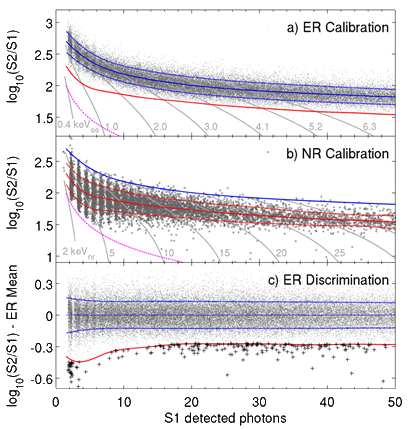 a) ER Calibration
log10(S2/S1)
3
2.5
2
1.5
0.4 keVee 1.0 2.0 3.0 4.1 5.2 6.3
b) NR Calibration
log10(S2/S1)
2.5
2
1.5
1
2 keVnr 5 10 15 20 25
c) ER Discrimination
log10(S2/S1) - ER Mean
0.3
0
-0.3
-0.6
0 10 20 30 40 50
S1 detected photons